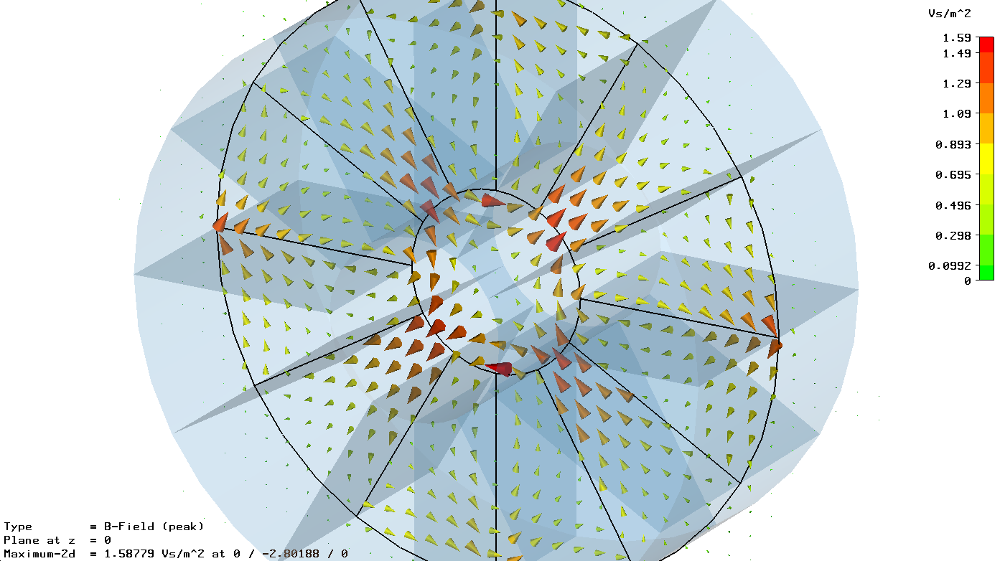 Vs/m^2
1.59
1.49
1.29
1.09
0.893
0.695
0.496
0.298
0.0992
0
Type = B-Field (peak)
Plane at z = 0
Maximum-2d = 1.58779 Vs/m^2 at 0 / -2.80188 / 0